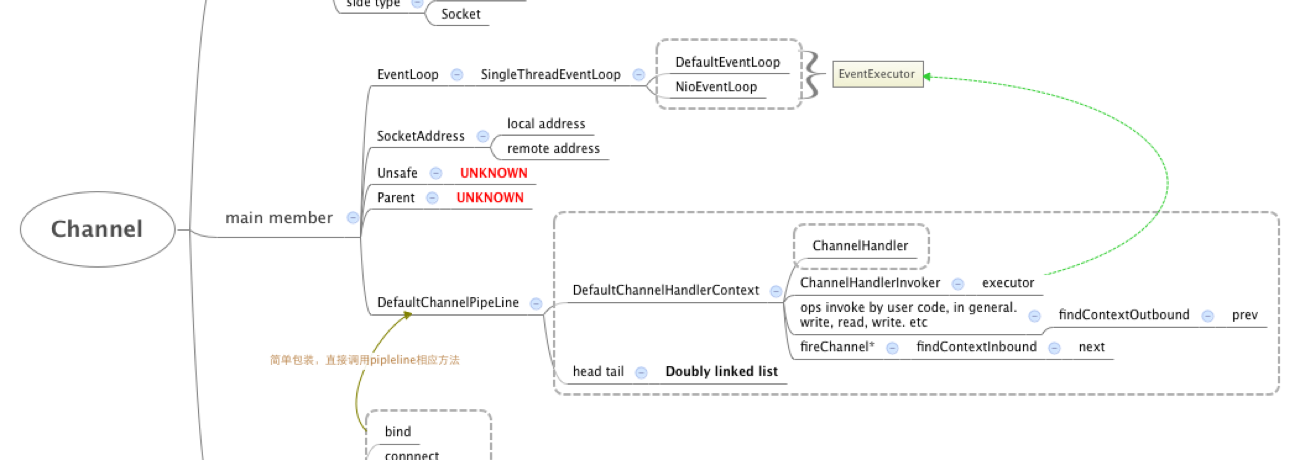 side type
Socket
DefaultEventLoop
EventLoop
SingleThreadEventLoop
EventExecutor
NioEventLoop
local address
SocketAddress
remote address
Unsafe
UNKNOWN
Parent
UNKNOWN
Channel
main member
ChannelHandler
ChannelHandlerInvoker
executor
DefaultChannelHandlerContext
DefaultChannelPipeLine
ops invoke by user code, in general.
write, read, write. etc
findContextOutbound
prev
fireChannel*
findContextInbound
next
简单包装，直接调用pipleline相应方法
head tail
Doubly linked list
bind
connnect